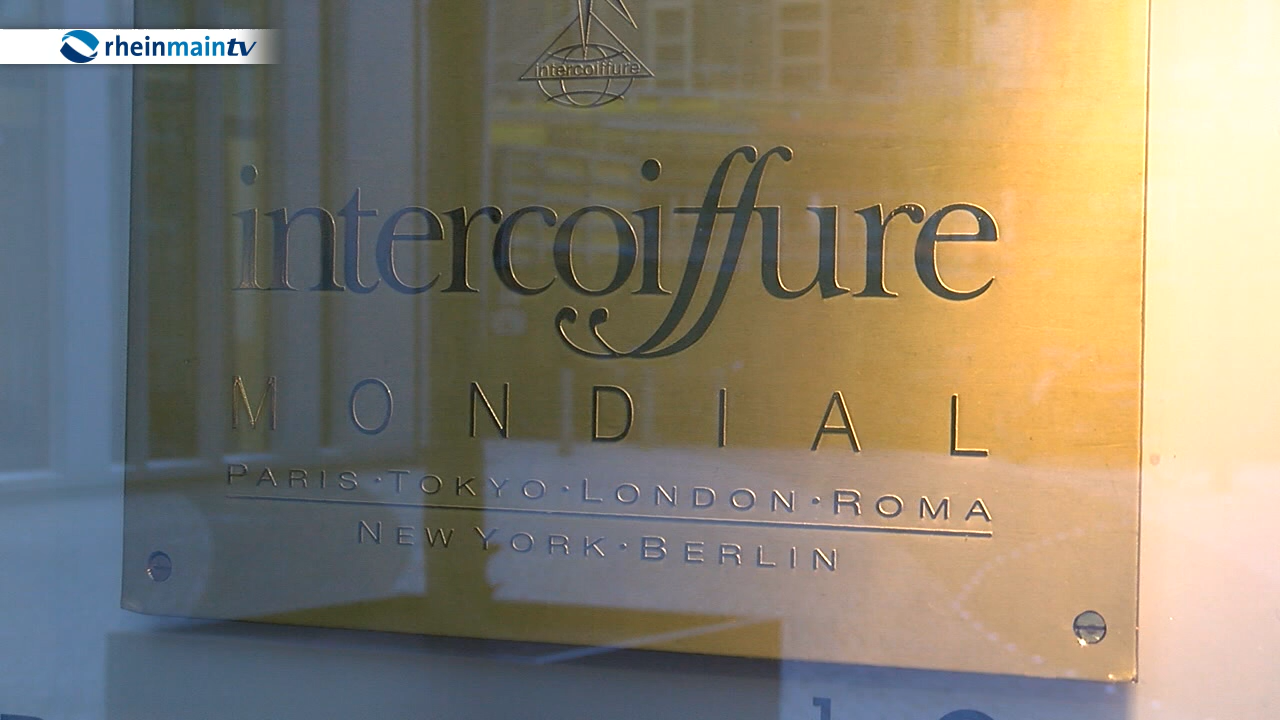 rheinmaintv
intercoiffure
intercoiffure
MONDIAL
PARIS·TOKYO·LONDON·ROMA
NEW YORK·BERLIN